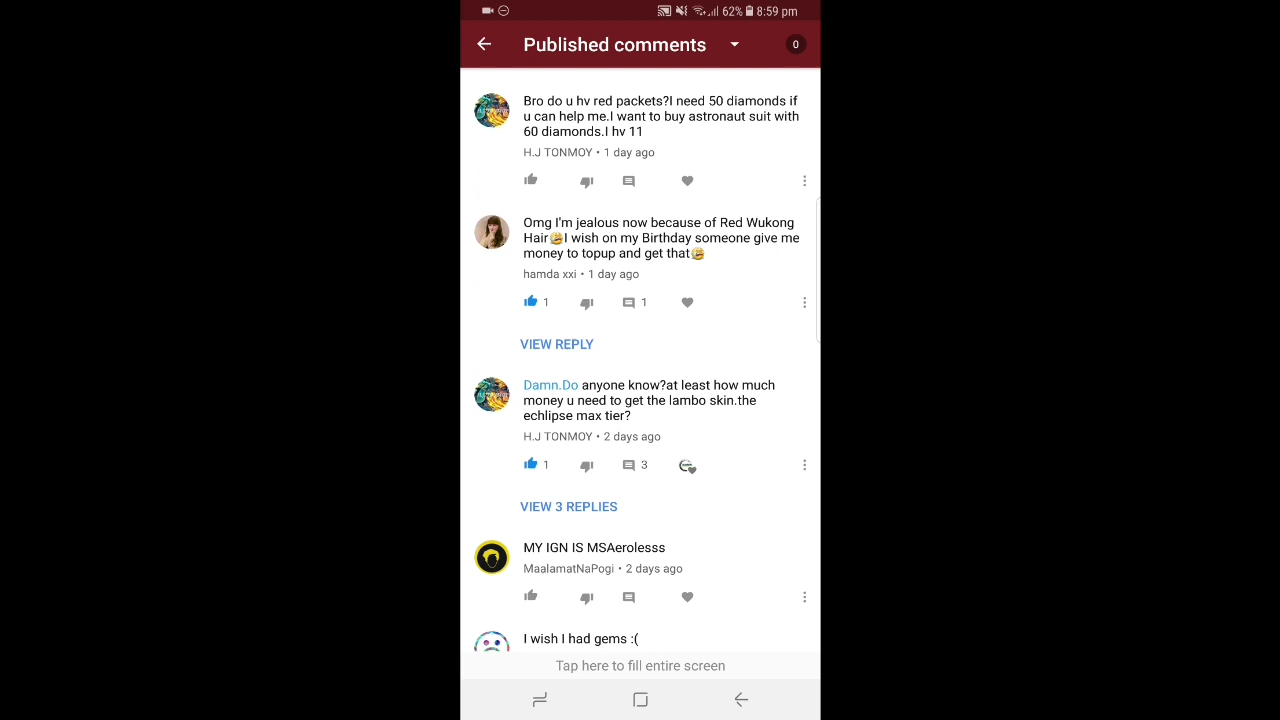 62% 8:59 pm
Published comments
0
Bro do u hv red packets?I need 50 diamonds if
u can help me.I want to buy astronaut suit with
60 diamonds.I hv 11
H.J TONMOY • 1 day ago
Omg I'm jealous now because of Red Wukong
Hair🤣I wish on my Birthday someone give me
money to topup and get that🤣
hamda xxi • 1 day ago
1
1
VIEW REPLY
Damn.Do anyone know?at least how much
money u need to get the lambo skin.the
echlipse max tier?
H.J TONMOY • 2 days ago
1
3
VIEW 3 REPLIES
MY IGN IS MSAerolesss
MaalamatNaPogi • 2 days ago
I wish I had gems :(
Tap here to fill entire screen